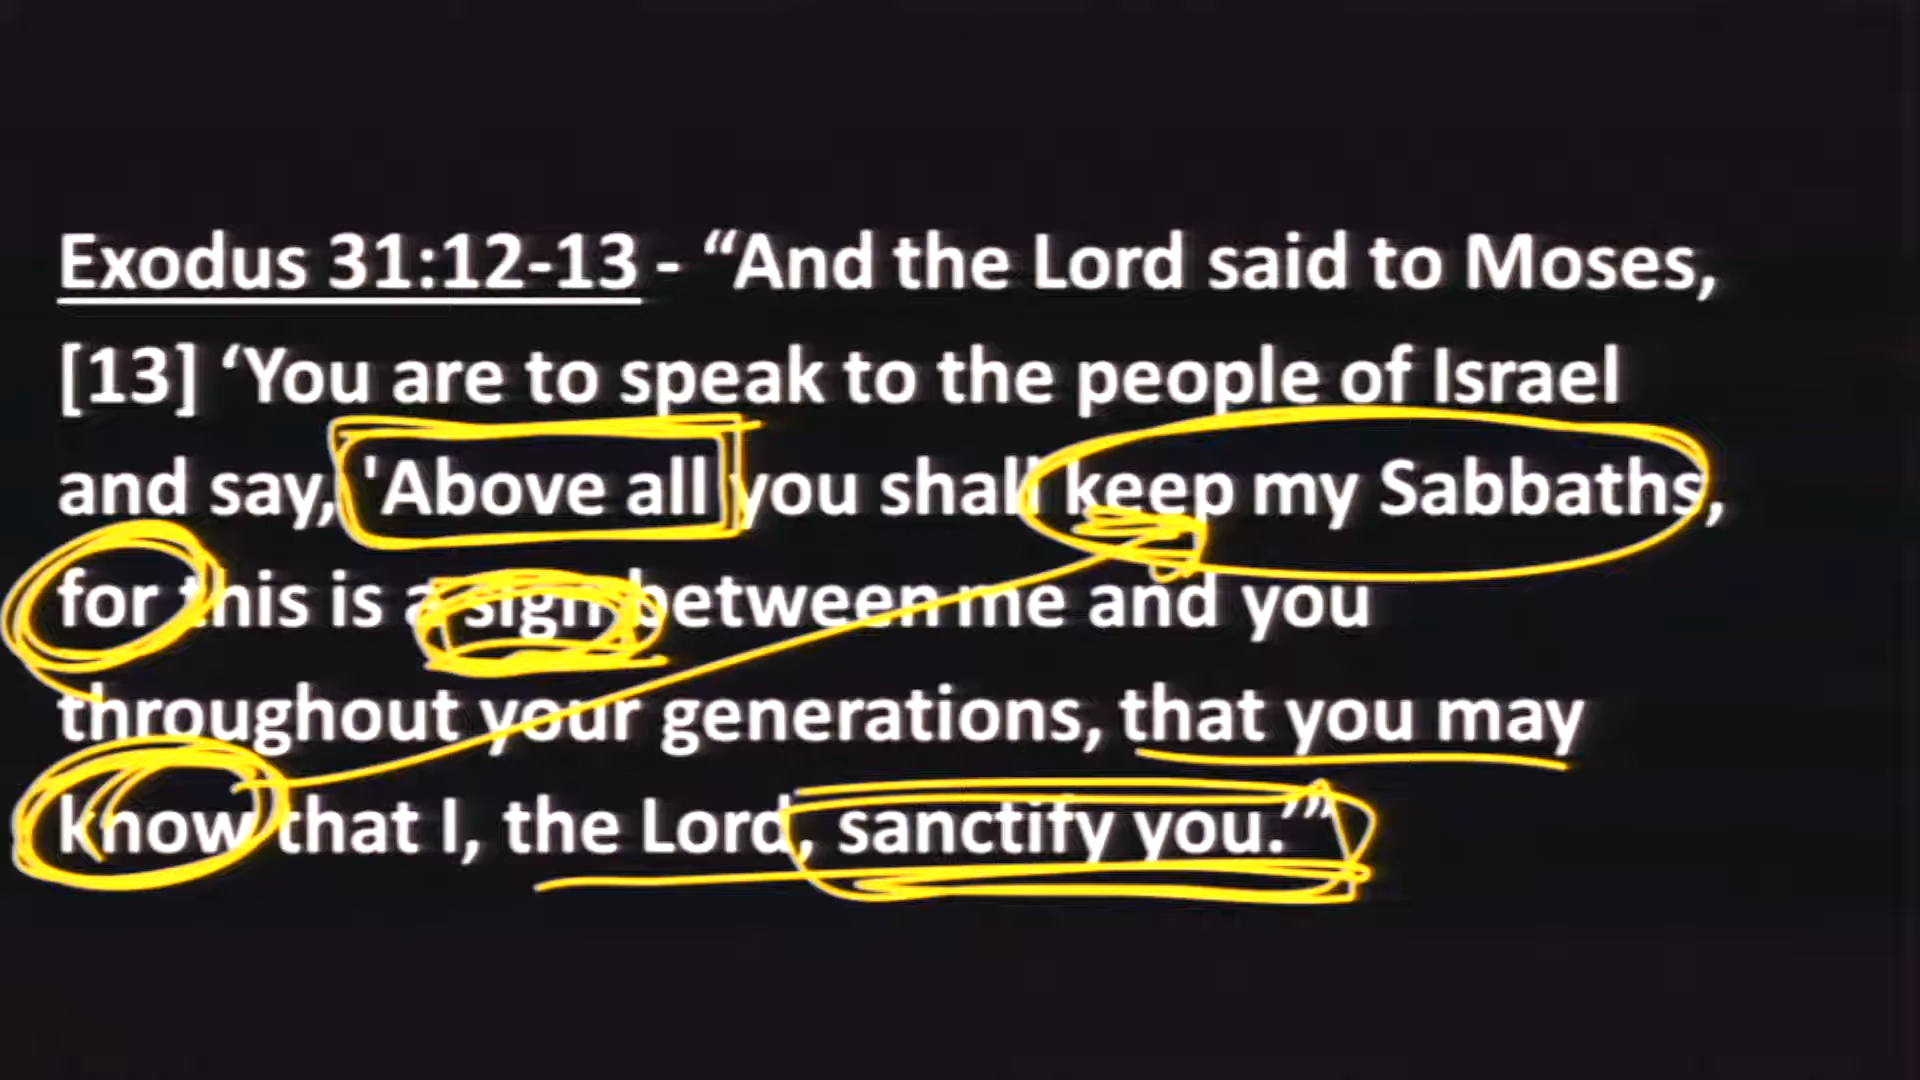 Exodus 31:12-13 - “And the Lord said to Moses,
[13] ‘You are to speak to the people of Israel
and say, 'Above all you shall keep my Sabbaths,
for this is a sign between me and you
throughout your generations, that you may
know that I, the Lord, sanctify you.’”